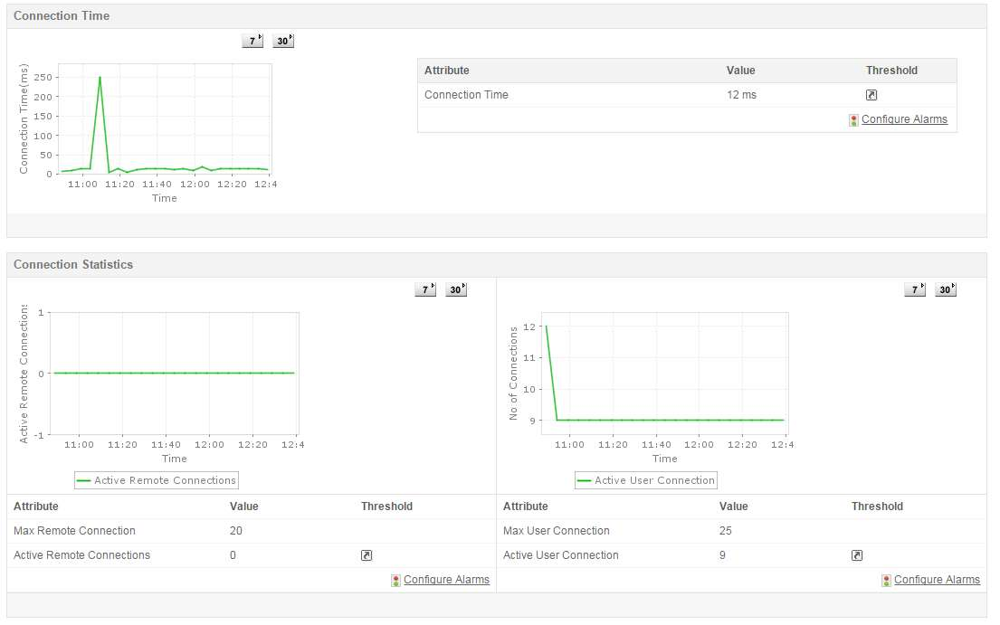 Connection Time
7 30
Connection Time(ms)
250
200
150
100
50
0
11:00 11:20 11:40 12:00 12:20 12:4
Time
Attribute Value Threshold
Connection Time 12 ms
Configure Alarms
Connection Statistics
7 30
Active Remote Connections
1
0
-1
11:00 11:20 11:40 12:00 12:20 12:4
Time
Active Remote Connections
Attribute Value Threshold
Max Remote Connection 20
Active Remote Connections 0
Configure Alarms
7 30
No:of Connections
12
11
10
9
11:00 11:20 11:40 12:00 12:20 12:4
Time
Active User Connection
Attribute Value Threshold
Max User Connection 25
Active User Connection 9
Configure Alarms